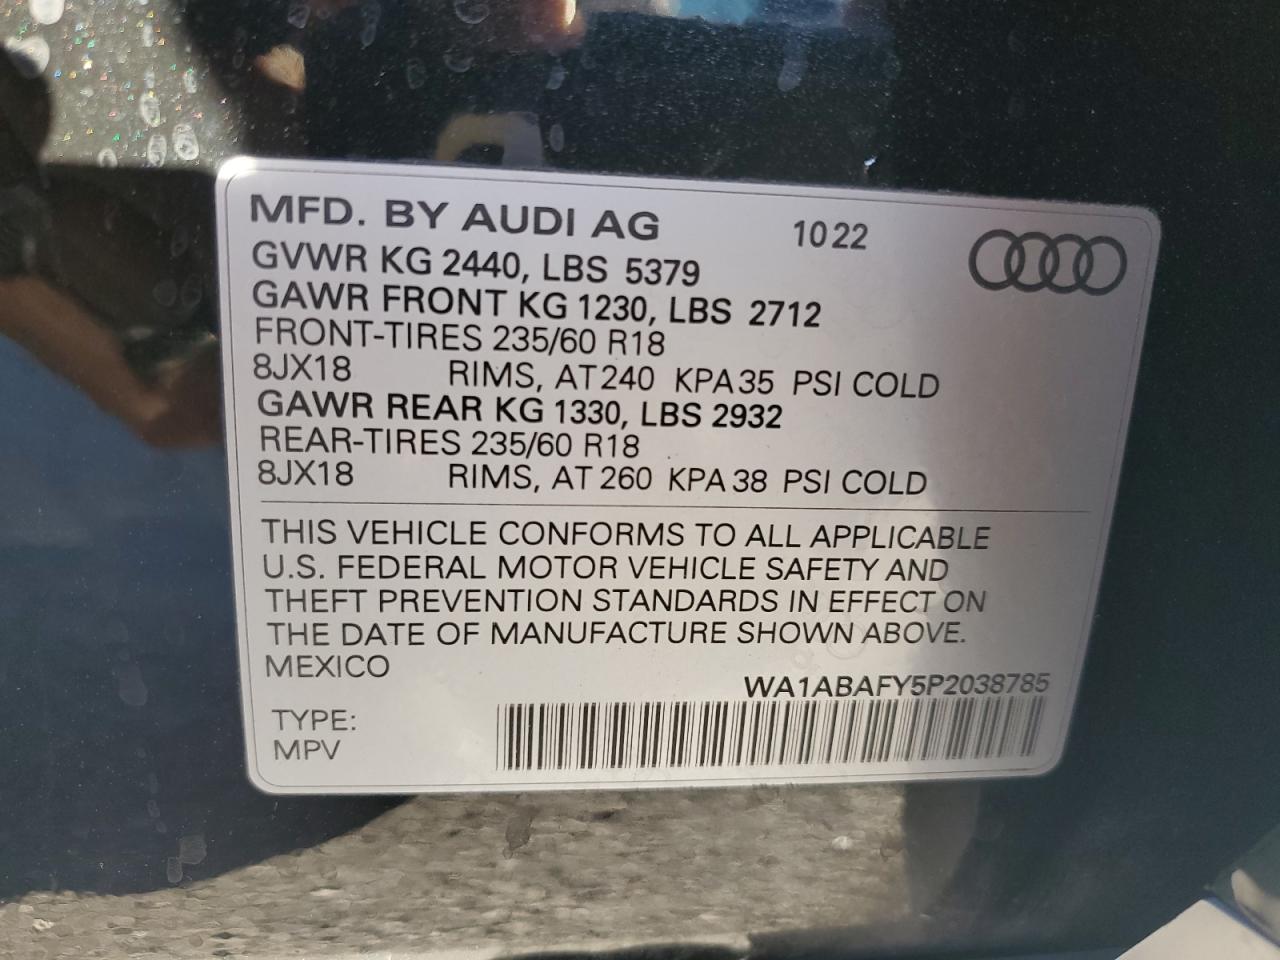 MFD. BY AUDI AG 1022
GVWR KG 2440, LBS 5379
GAWR FRONT KG 1230, LBS 2712
FRONT-TIRES 235/60 R18
8JX18 RIMS, AT 240 KPA 35 PSI COLD
GAWR REAR KG 1330, LBS 2932
REAR-TIRES 235/60 R18
8JX18 RIMS, AT 260 KPA 38 PSI COLD
THIS VEHICLE CONFORMS TO ALL APPLICABLE
U.S. FEDERAL MOTOR VEHICLE SAFETY AND
THEFT PREVENTION STANDARDS IN EFFECT ON
THE DATE OF MANUFACTURE SHOWN ABOVE.
MEXICO
WA1ABAFY5P2038785
TYPE:
MPV